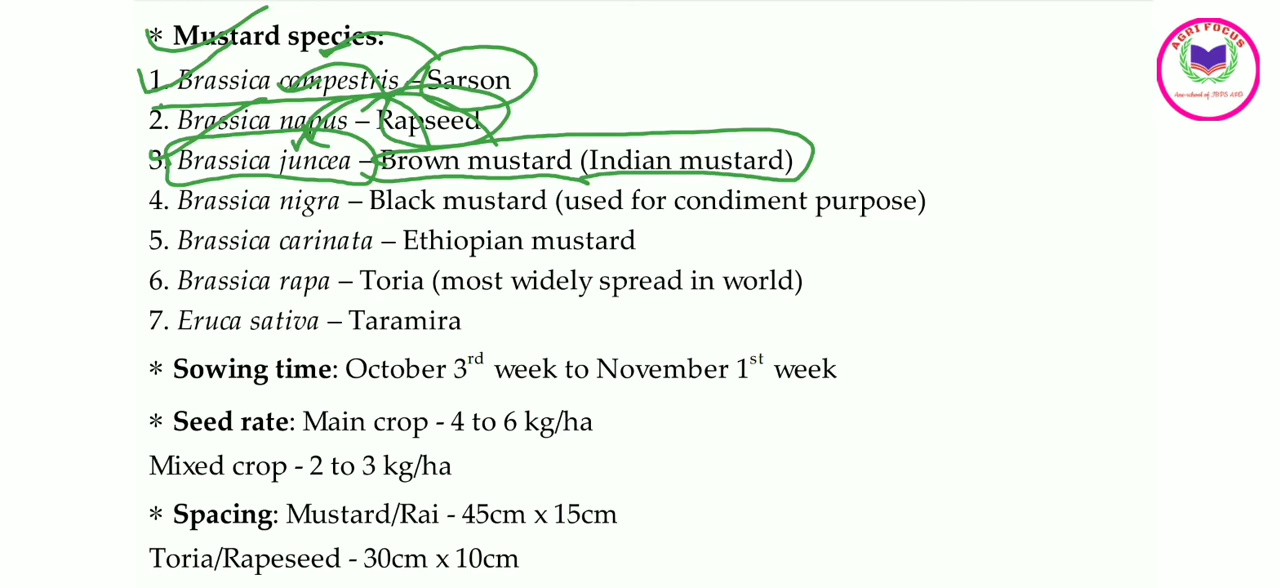 * Mustard species:
1. Brassica compestris – Sarson
2. Brassica napus – Rapseed
3. Brassica juncea – Brown mustard (Indian mustard)
4. Brassica nigra – Black mustard (used for condiment purpose)
5. Brassica carinata – Ethiopian mustard
6. Brassica rapa – Toria (most widely spread in world)
7. Eruca sativa – Taramira
* Sowing time: October 3rd week to November 1st week
* Seed rate: Main crop - 4 to 6 kg/ha
Mixed crop - 2 to 3 kg/ha
* Spacing: Mustard/Rai - 45cm x 15cm
Toria/Rapeseed - 30cm x 10cm
AGRI FOCUS